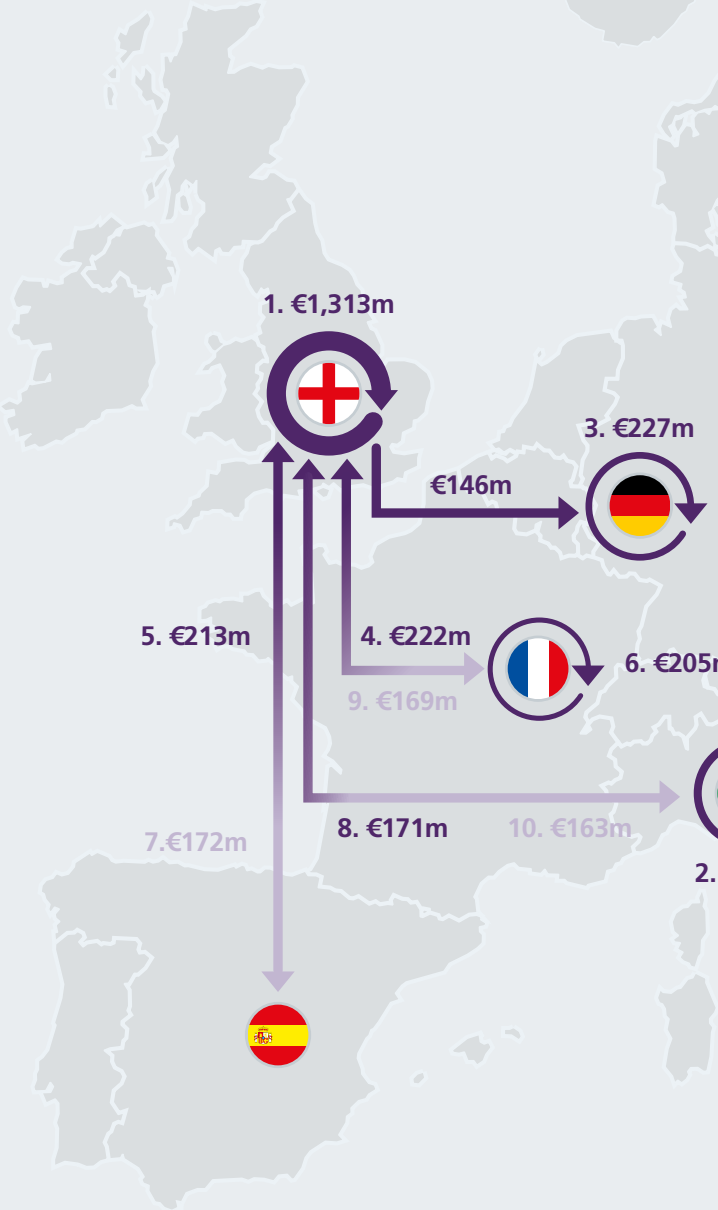 1. €1,313m
3. €227m
€146m
5. €213m
4. €222m
6. €205
9. €169m
8. €171m
10. €163m
7.€172m
2.